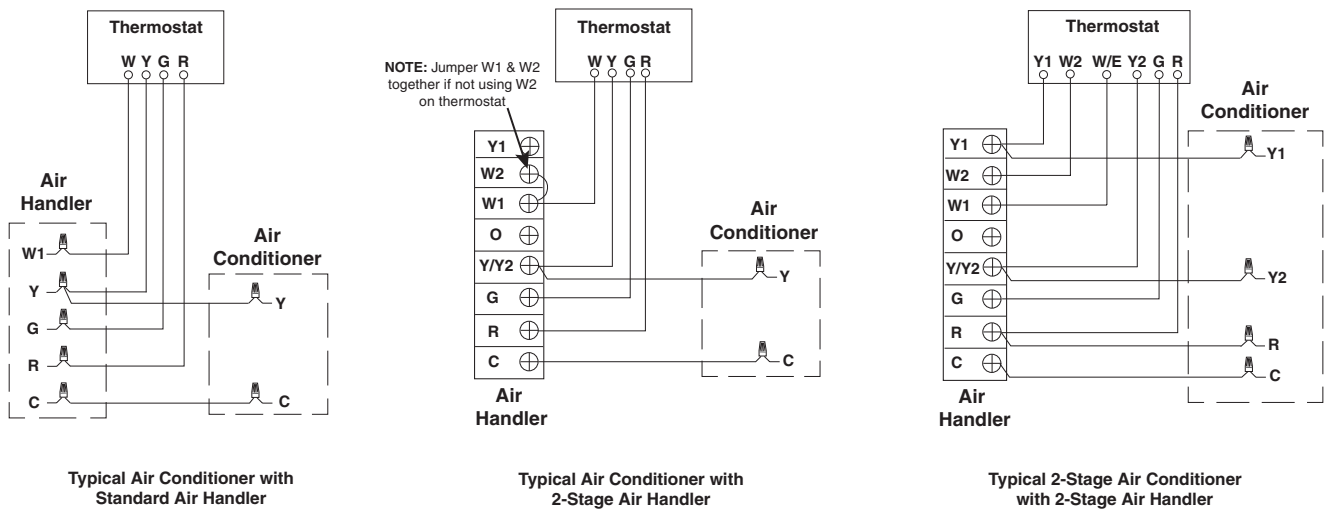 Thermostat
W Y G R
Air
Handler
W1
Y
G
R
C
Air
Conditioner
Y
C
Typical Air Conditioner with
Standard Air Handler
Thermostat
W Y G R
NOTE: Jumper W1 & W2
together if not using W2
on thermostat
Y1
W2
W1
O
Y/Y2
G
R
C
Air
Handler
Air
Conditioner
Y
C
Typical Air Conditioner with
2-Stage Air Handler
Thermostat
Y1 W2 W/E Y2 G R
Y1
W2
W1
O
Y/Y2
G
R
C
Air
Handler
Air
Conditioner
Y1
Y2
R
C
Typical 2-Stage Air Conditioner
with 2-Stage Air Handler